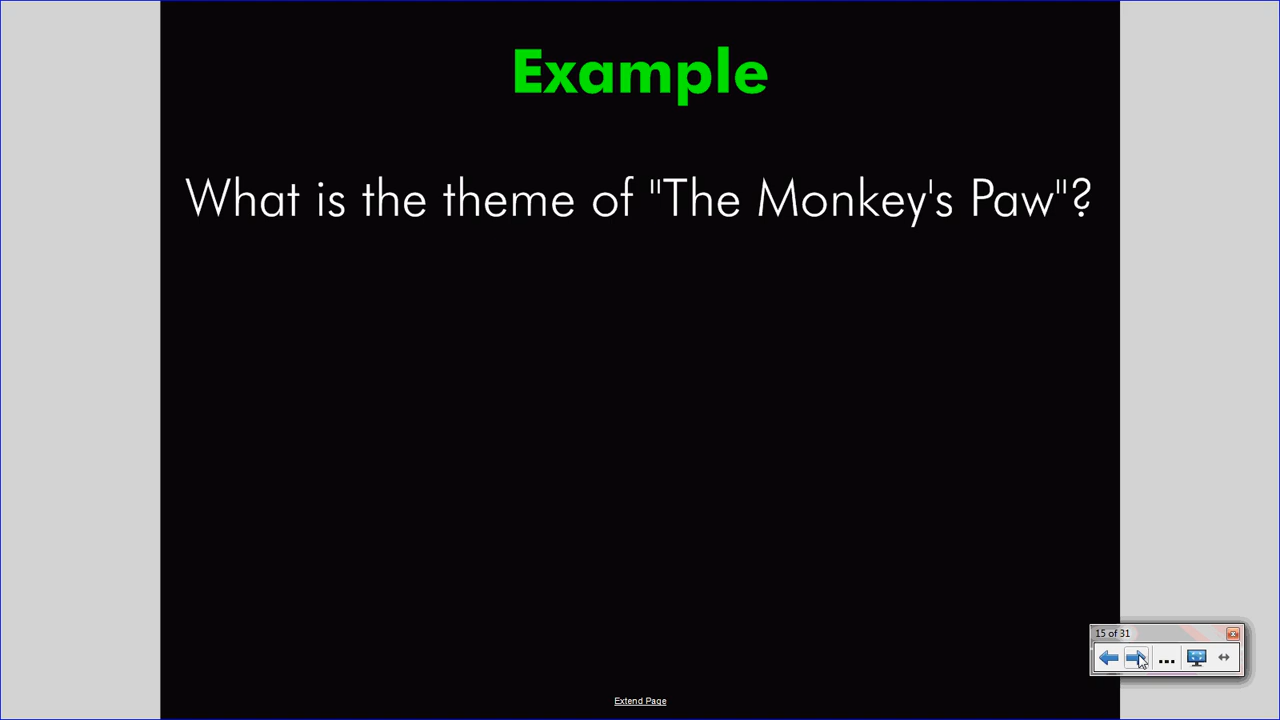 Example
What is the theme of "The Monkey's Paw"?
15 of 31
...
Extend Page